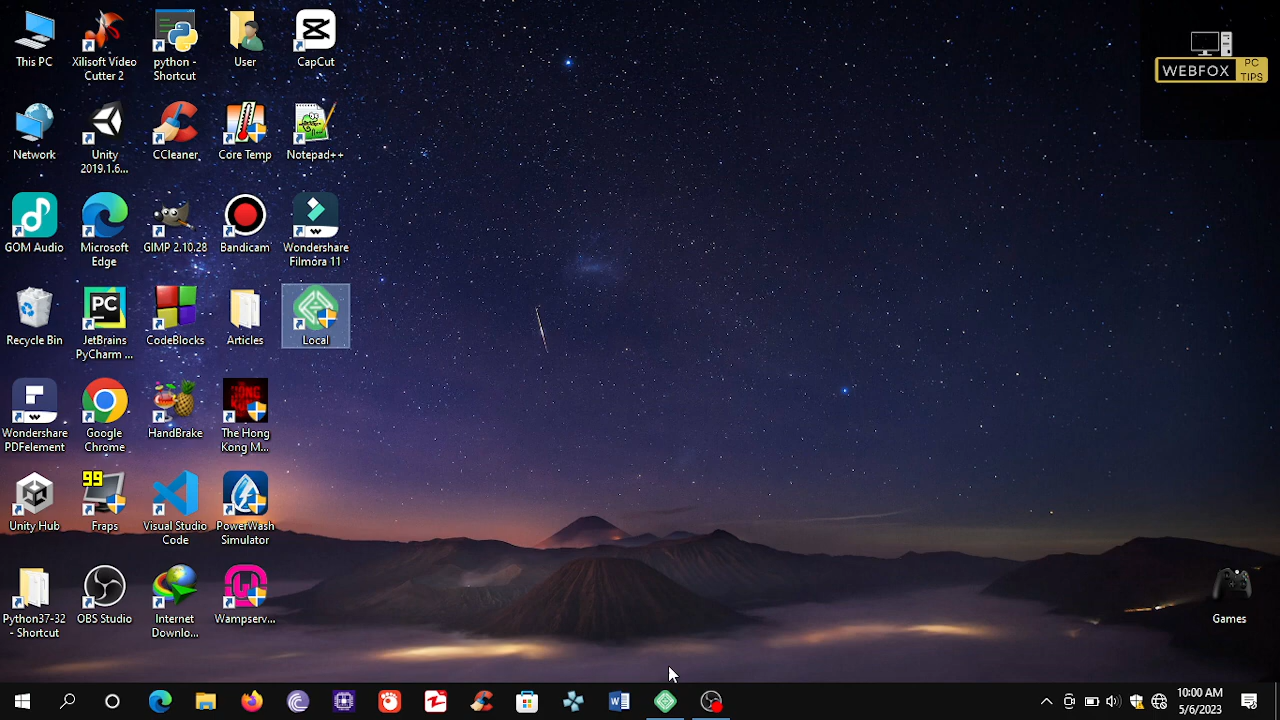 This PC
Xilisoft Video
Cutter 2
python -
Shortcut
User
CapCut
Network
Unity
2019.1.6...
CCleaner
Core Temp
Notepad++
GOM Audio
Microsoft
Edge
GIMP 2.10.28
Bandicam
Wondershare
Filmora 11
Recycle Bin
PC
JetBrains
PyCharm ...
CodeBlocks
Articles
Local
Wondershare
PDFelement
Google
Chrome
HandBrake
The Hong
Kong M...
Unity Hub
99
Fraps
Visual Studio
Code
PowerWash
Simulator
Python37-32
- Shortcut
OBS Studio
Internet
Downlo...
Wampserv...
WEBFOX
PC
TIPS
Games
10:00 AM
5/6/2023